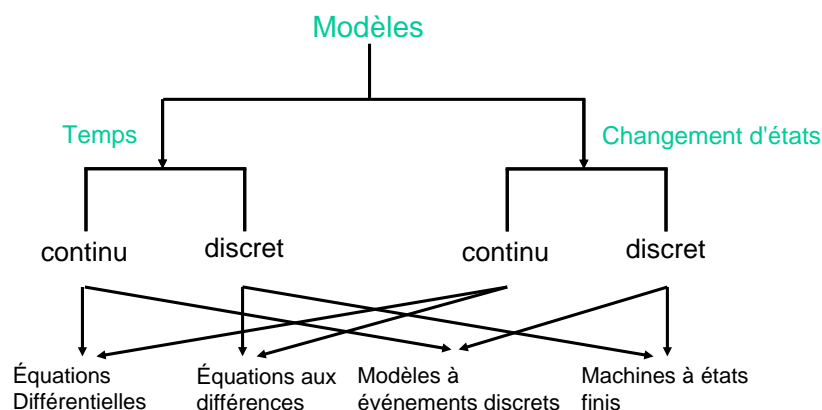 Modèles
Temps
Changement d'états
continu
discret
continu
discret
Équations
Différentielles
Équations aux
différences
Modèles à
événements discrets
Machines à états
finis